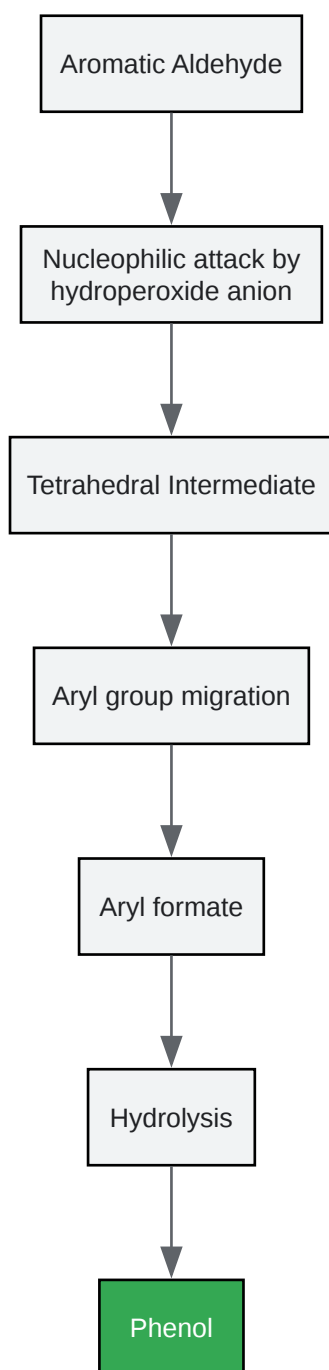 Aromatic Aldehyde
Nucleophilic attack by
hydroperoxide anion
Tetrahedral Intermediate
Aryl group migration
Aryl formate
Hydrolysis
Phenol